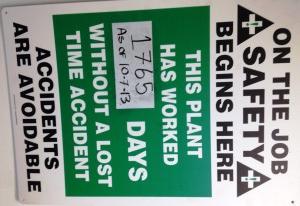 ON THE JOB
SAFETY
BEGINS HERE
THIS PLANT
HAS WORKED
1765
As of 10-7-13
DAYS
WITHOUT A LOST
TIME ACCIDENT
ACCIDENTS
ARE AVOIDABLE